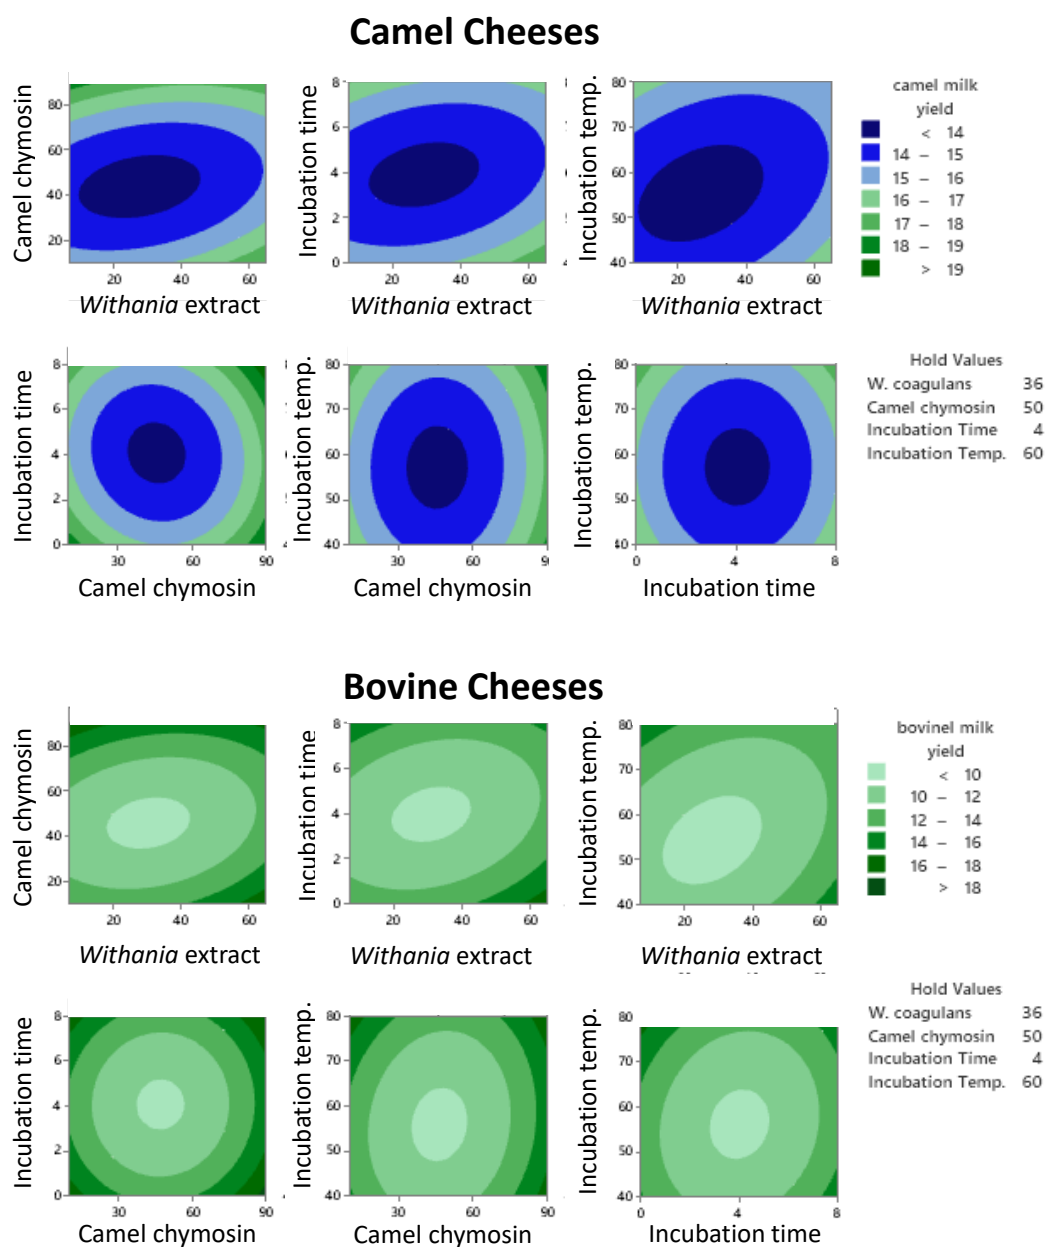 Camel Cheeses
Camel chymosin
80
60
40
20
20 40 60
Withania extract
Incubation time
8
6
4
2
0
20 40 60
Withania extract
Incubation temp.
80
70
60
50
40
20 40 60
Withania extract
camel milk
yield
< 14
14 – 15
15 – 16
16 – 17
17 – 18
18 – 19
> 19
Incubation time
8
6
4
2
0
30 60 90
Camel chymosin
Incubation temp.
80
70
60
50
40
30 60 90
Camel chymosin
Incubation temp.
80
70
60
50
40
0 4 8
Incubation time
Hold Values
W. coagulans 36
Camel chymosin 50
Incubation Time 4
Incubation Temp. 60
Bovine Cheeses
Camel chymosin
80
60
40
20
20 40 60
Withania extract
Incubation time
8
6
4
2
0
20 40 60
Withania extract
Incubation temp.
80
70
60
50
40
20 40 60
Withania extract
bovinel milk
yield
< 10
10 – 12
12 – 14
14 – 16
16 – 18
> 18
Incubation time
8
6
4
2
0
30 60 90
Camel chymosin
Incubation temp.
80
70
60
50
40
30 60 90
Camel chymosin
Incubation temp.
80
70
60
50
40
0 4 8
Incubation time
Hold Values
W. coagulans 36
Camel chymosin 50
Incubation Time 4
Incubation Temp. 60